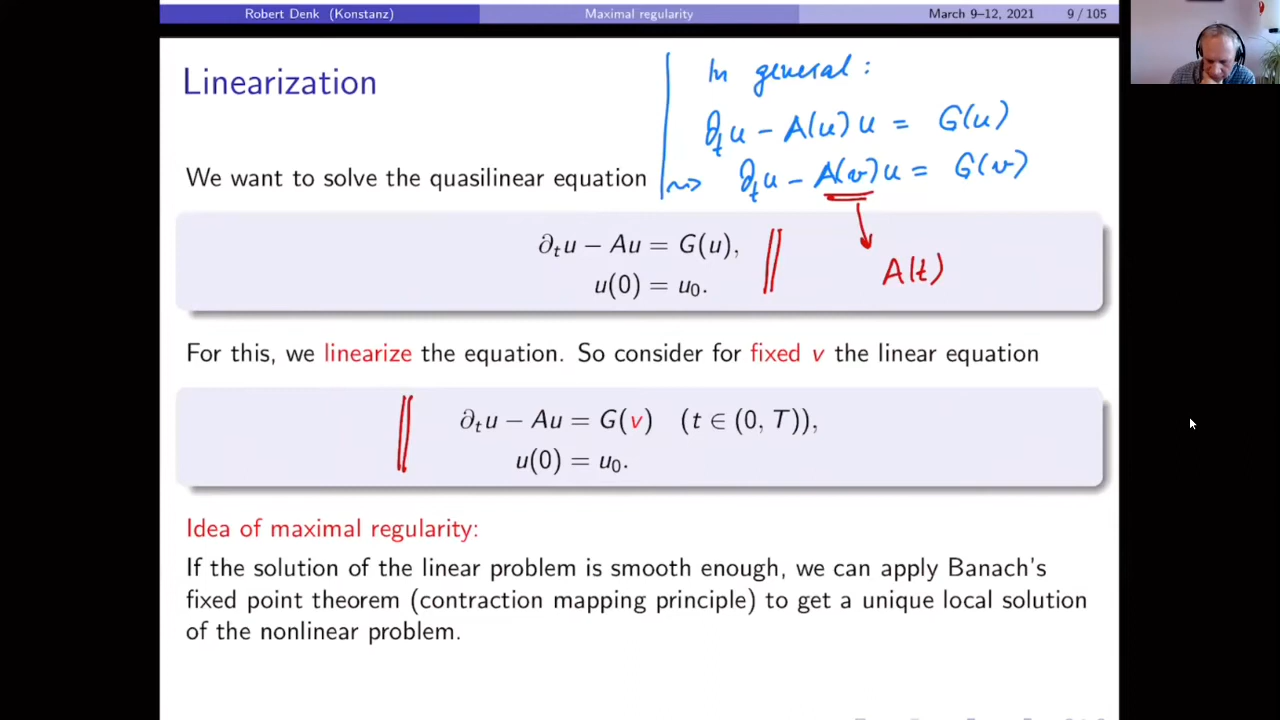 Robert Denk (Konstanz) Maximal regularity March 9–12, 2021 9 / 105
Linearization
In general:
∂ₜu − A(u)u = G(u)
⇝ ∂ₜu − A(v)u = G(v)
We want to solve the quasilinear equation
∂ₜu − Au = G(u),
u(0) = u₀.
A(t)
For this, we linearize the equation. So consider for fixed v the linear equation
∂ₜu − Au = G(v) (t ∈ (0, T)),
u(0) = u₀.
Idea of maximal regularity:
If the solution of the linear problem is smooth enough, we can apply Banach's
fixed point theorem (contraction mapping principle) to get a unique local solution
of the nonlinear problem.